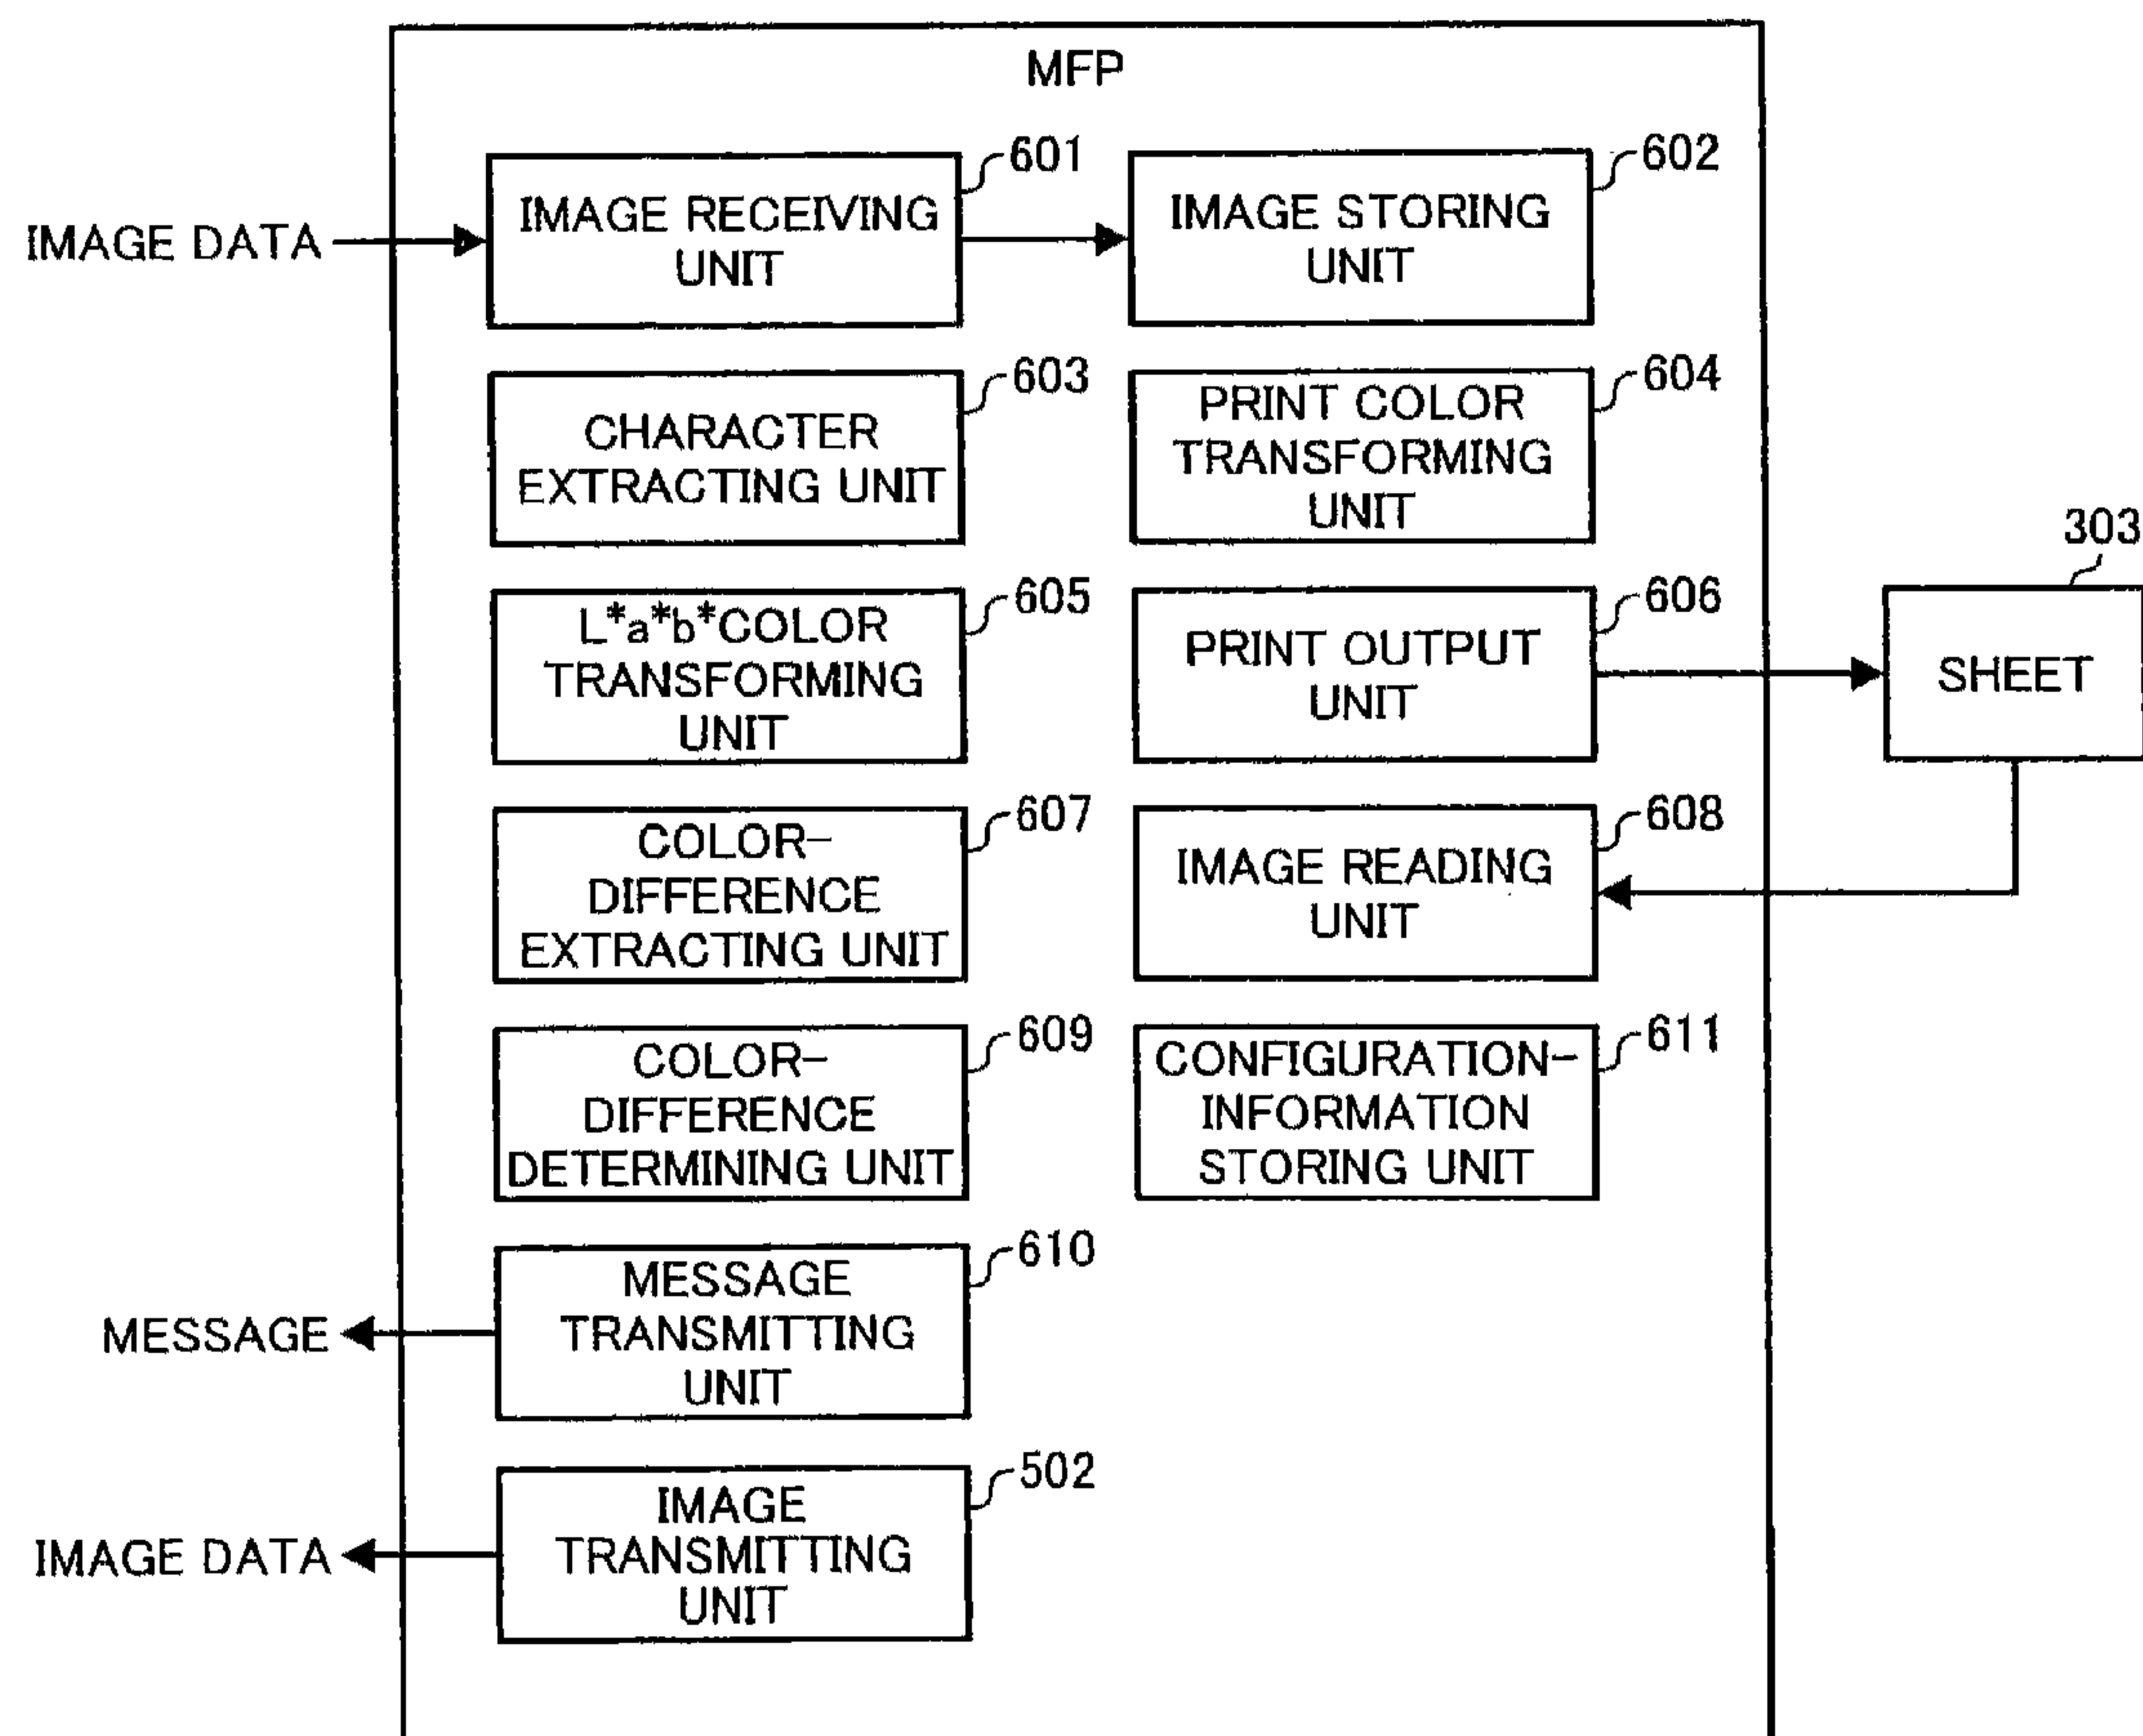 MFP
601
602
IMAGE DATA
IMAGE RECEIVING
UNIT
IMAGE STORING
UNIT
603
604
CHARACTER
EXTRACTING UNIT
PRINT COLOR
TRANSFORMING
UNIT
303
605
606
L*a*b*COLOR
TRANSFORMING
UNIT
PRINT OUTPUT
UNIT
SHEET
607
608
COLOR-
DIFFERENCE
EXTRACTING UNIT
IMAGE READING
UNIT
609
611
COLOR-
DIFFERENCE
DETERMINING UNIT
CONFIGURATION-
INFORMATION
STORING UNIT
610
MESSAGE
MESSAGE
TRANSMITTING
UNIT
502
IMAGE DATA
IMAGE
TRANSMITTING
UNIT